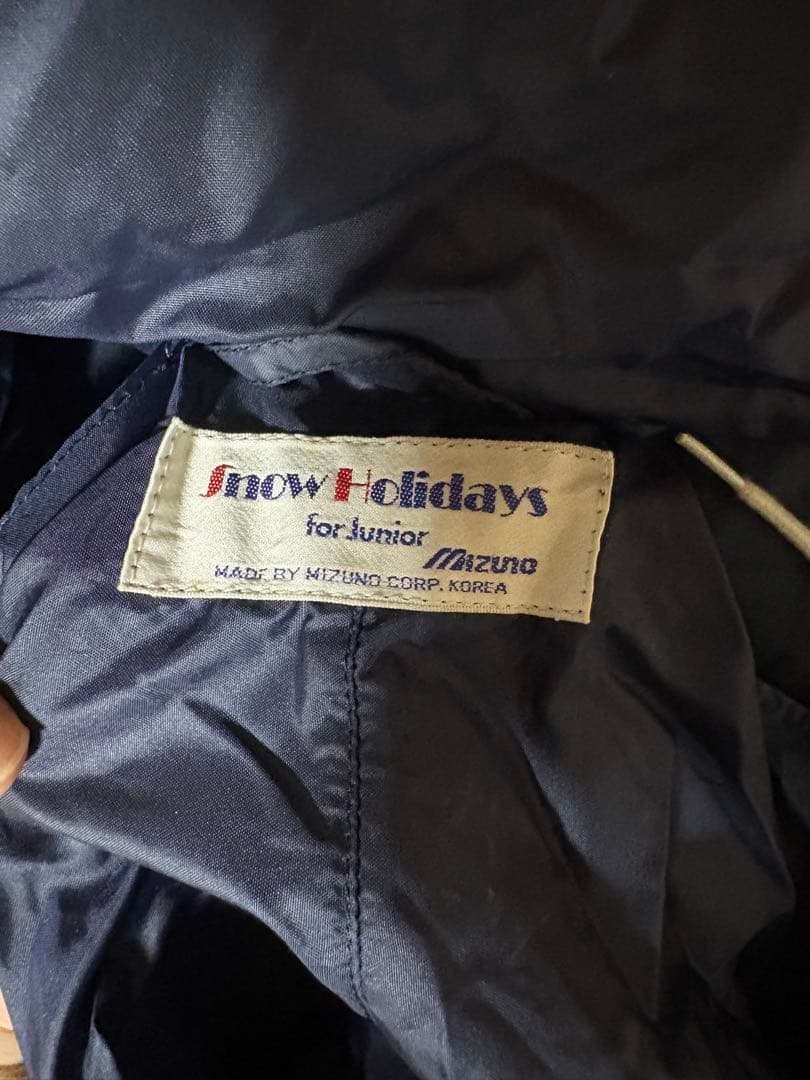 Snow Holidays
for Junior
Mizuno
MADE BY MIZUNO CORP. KOREA